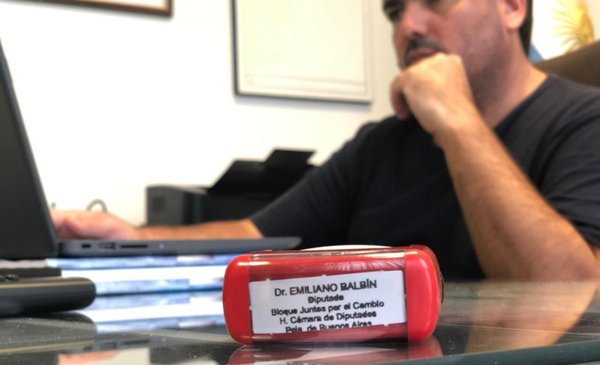 Dr. EMILIANO BALBÍN
Diputado
Bloque Juntos por el Cambio
H. Cámara de Diputados
Pcia. de Buenos Aires